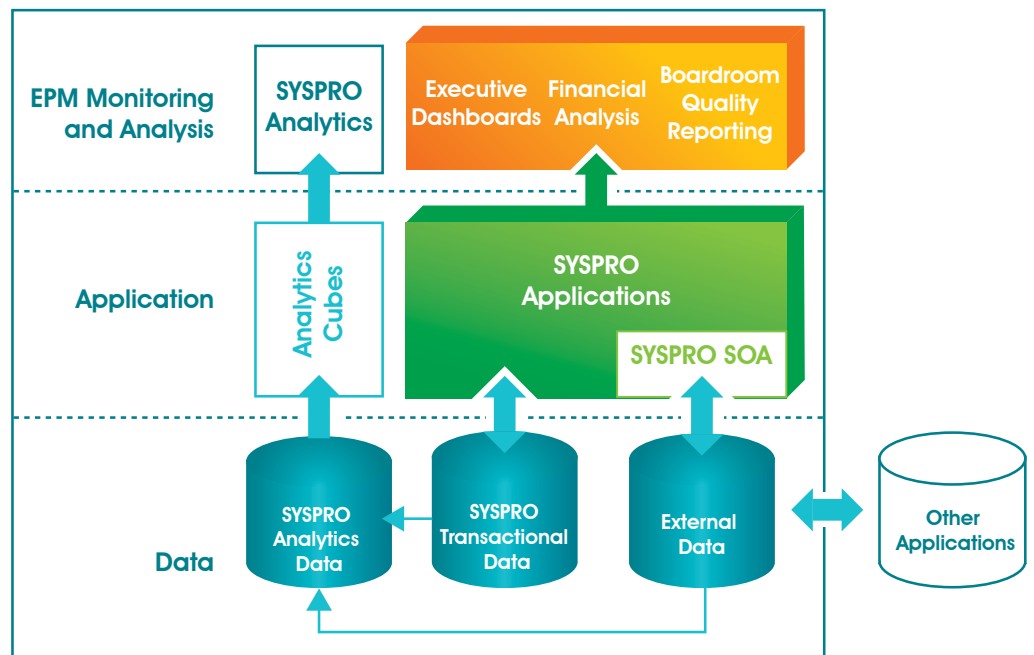 EPM Monitoring
and Analysis
SYSPRO
Analytics
Executive
Dashboards
Financial
Analysis
Boardroom
Quality
Reporting
Application
Analytics
Cubes
SYSPRO
Applications
SYSPRO SOA
Data
SYSPRO
Analytics
Data
SYSPRO
Transactional
Data
External
Data
Other
Applications